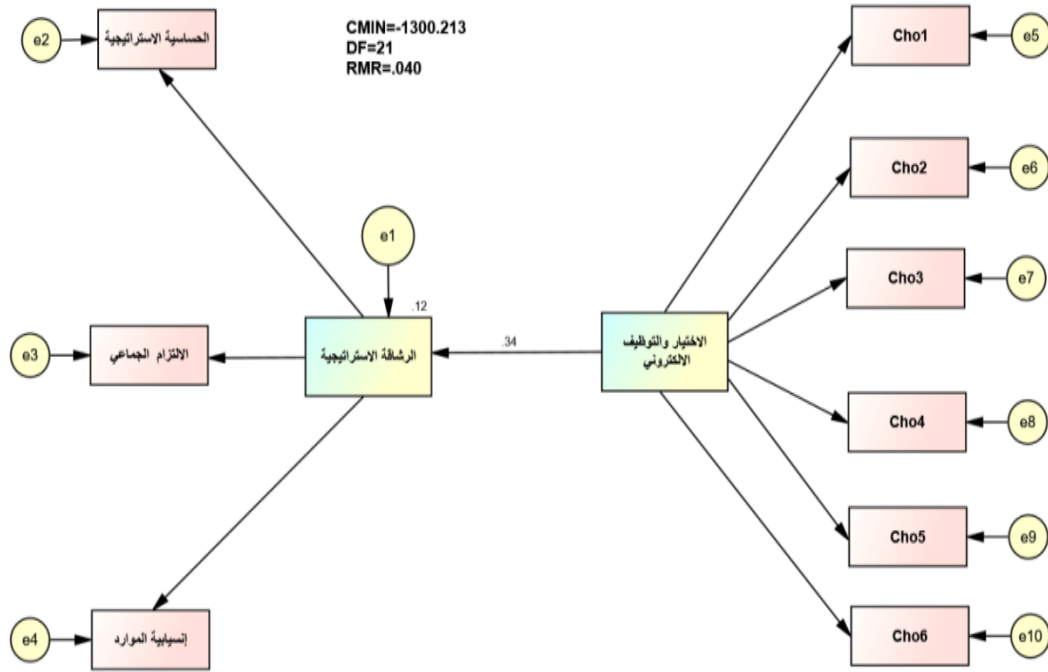 CMIN=-1300.213
DF=21
RMR=.040
e2
الحساسية الاستراتيجية
Cho1
e5
Cho2
e6
e1
Cho3
e7
.12
.34
e3
الالتزام الجماعي
الرشاقة الاستراتيجية
الاختيار والتوظيف
الالكتروني
Cho4
e8
Cho5
e9
e4
إنسيابية الموارد
Cho6
e10